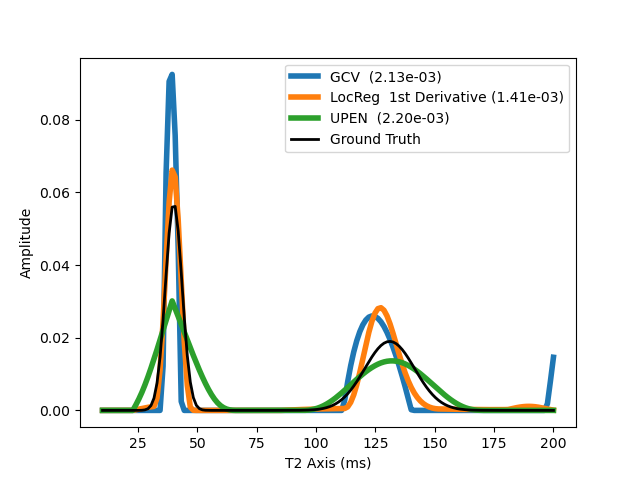 GCV (2.13e-03)
LocReg 1st Derivative (1.41e-03)
UPEN (2.20e-03)
Ground Truth
0.08
0.06
0.04
0.02
0.00
Amplitude
25 50 75 100 125 150 175 200
T2 Axis (ms)